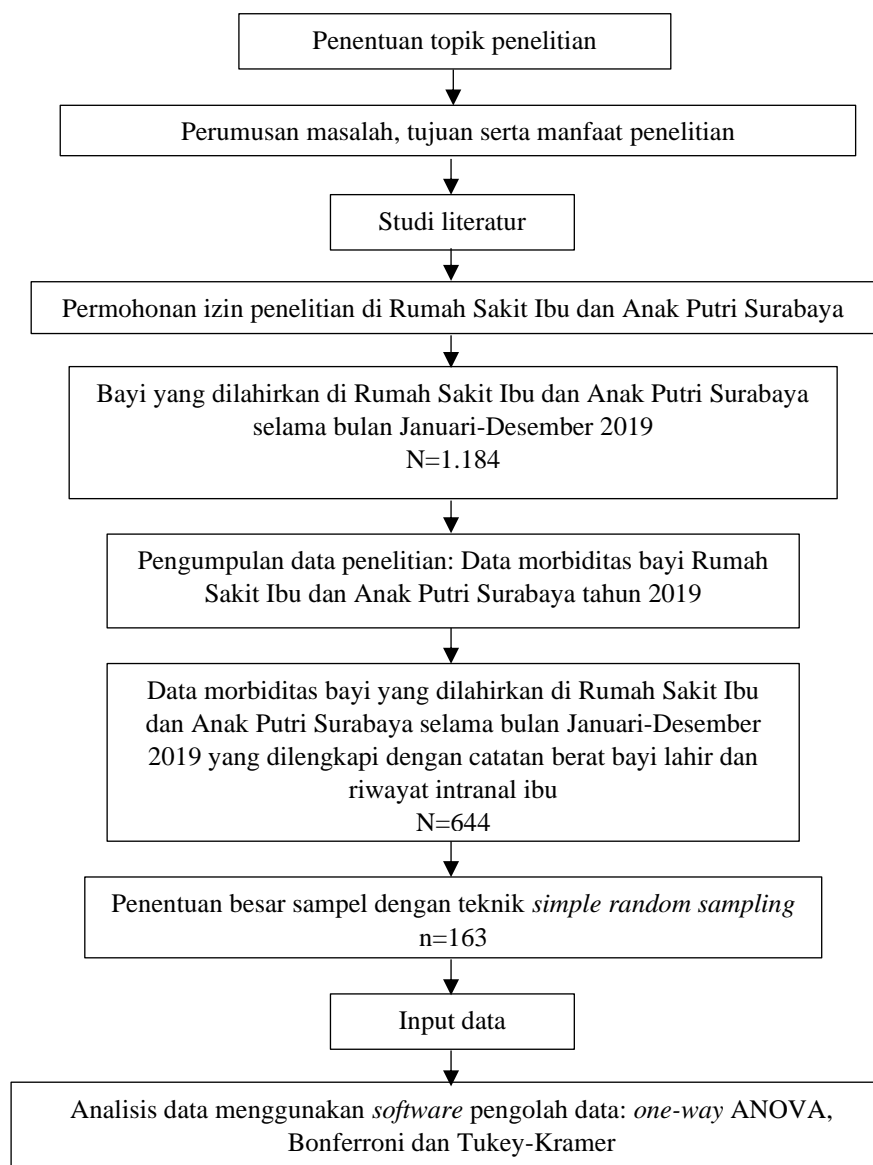 Penentuan topik penelitian
Perumusan masalah, tujuan serta manfaat penelitian
Studi literatur
Permohonan izin penelitian di Rumah Sakit Ibu dan Anak Putri Surabaya
Bayi yang dilahirkan di Rumah Sakit Ibu dan Anak Putri Surabaya
selama bulan Januari-Desember 2019
N=1.184
Pengumpulan data penelitian: Data morbiditas bayi Rumah
Sakit Ibu dan Anak Putri Surabaya tahun 2019
Data morbiditas bayi yang dilahirkan di Rumah Sakit Ibu
dan Anak Putri Surabaya selama bulan Januari-Desember
2019 yang dilengkapi dengan catatan berat bayi lahir dan
riwayat intranal ibu
N=644
Penentuan besar sampel dengan teknik simple random sampling
n=163
Input data
Analisis data menggunakan software pengolah data: one-way ANOVA,
Bonferroni dan Tukey-Kramer